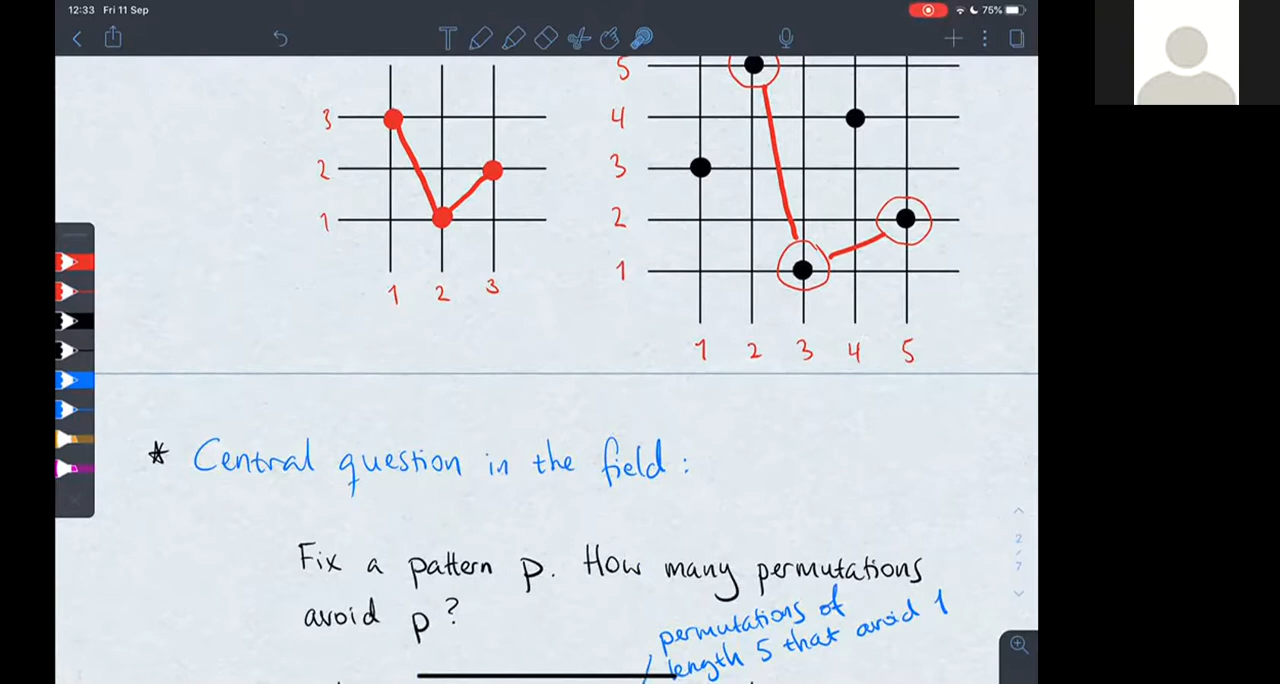 12:33 Fri 11 Sep
75%
5
3
4
2
3
1
2
1
1 2 3
1 2 3 4 5
* Central question in the field:
2
/
7
Fix a pattern p. How many permutations
avoid p?
permutations of
length 5 that avoid 1